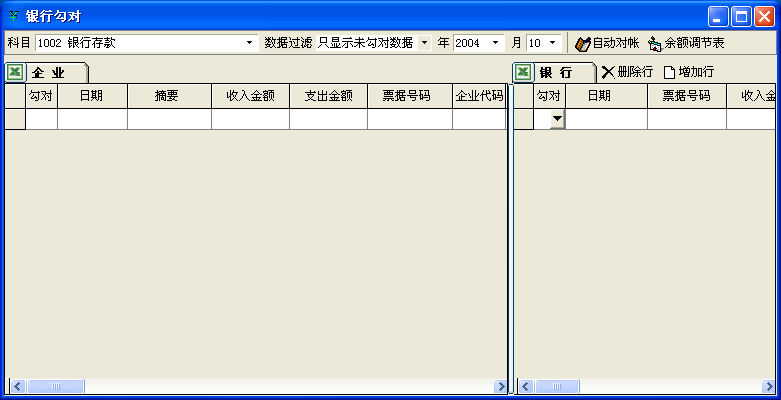 银行勾对
科目 1002 银行存款 数据过滤 只显示未勾对数据 年 2004 月 10 自动对帐 余额调节表
企 业 银 行 删除行 增加行
勾对 日期 摘要 收入金额 支出金额 票据号码 企业代码 勾对 日期 票据号码 收入金